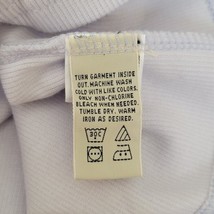 TURN GARMENT INSIDE
OUT. MACHINE WASH
COLD WITH LIKE COLORS.
ONLY NON-CHLORINE
BLEACH WHEN NEEDED.
TUMBLE DRY. WARM
IRON AS DESIRED.
30C